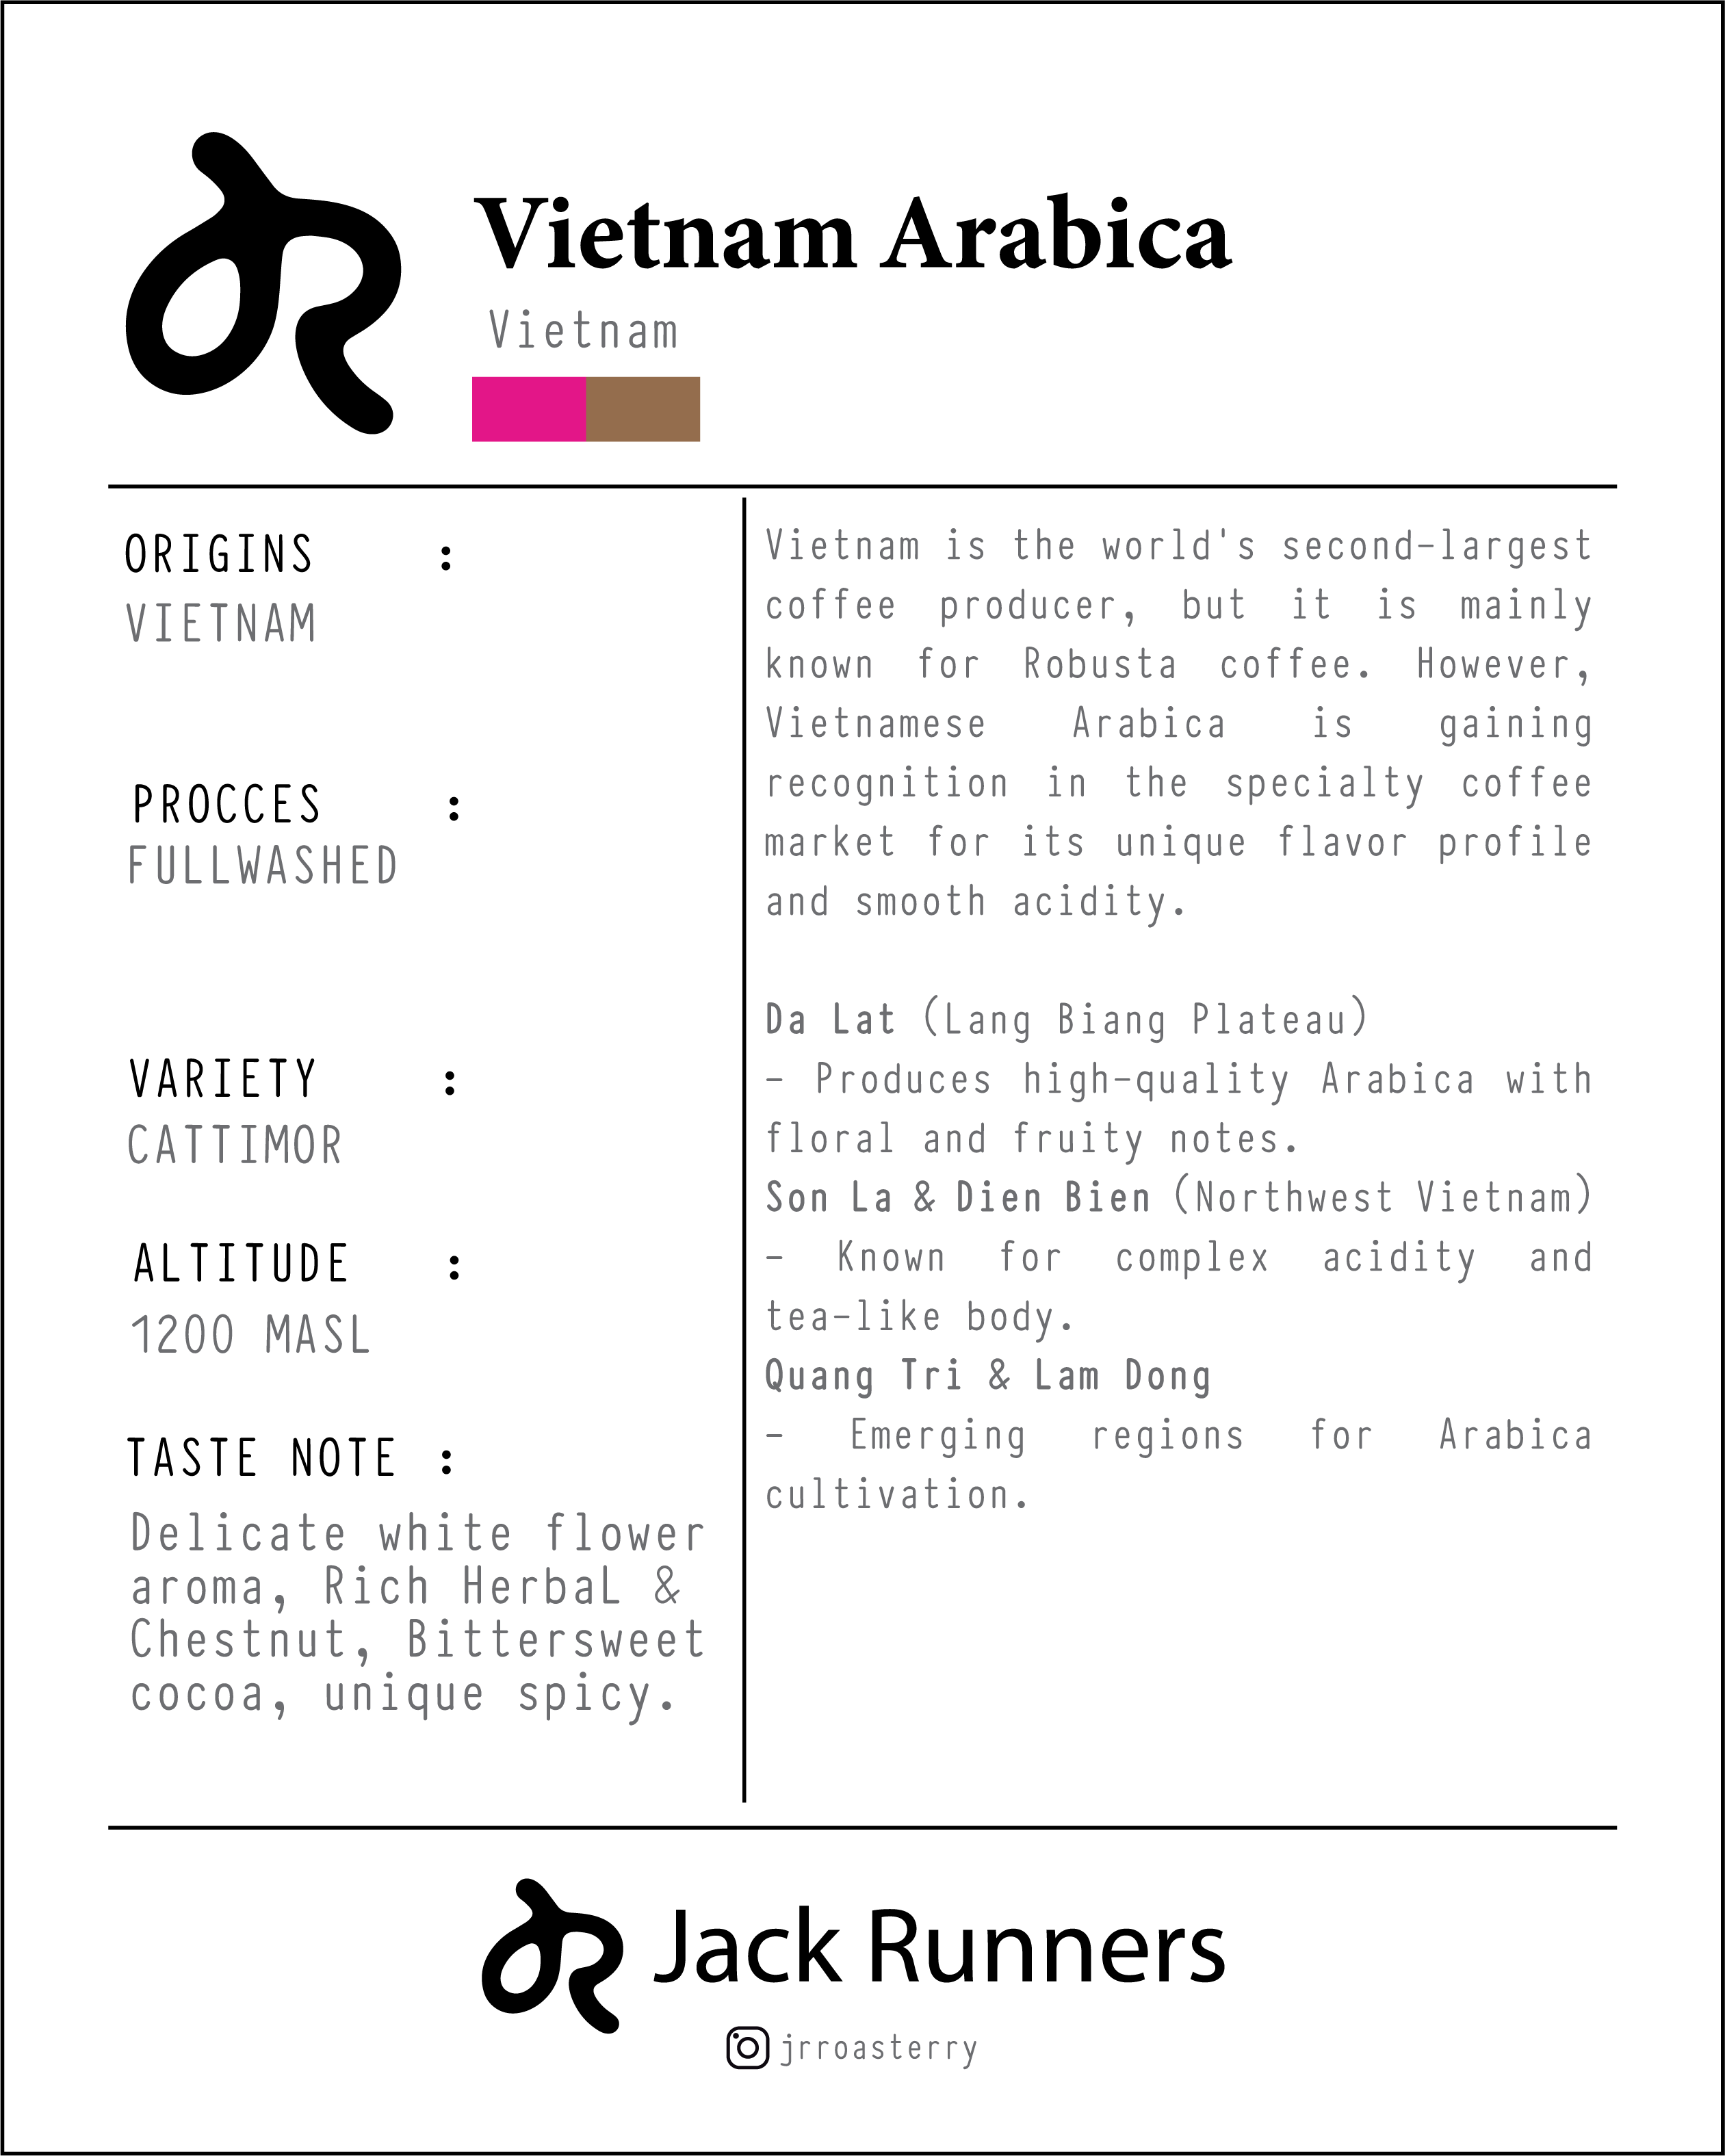 Vietnam Arabica
Vietnam
ORIGINS :
VIETNAM
PROCCES :
FULLWASHED
VARIETY :
CATTIMOR
ALTITUDE :
1200 MASL
TASTE NOTE :
Delicate white flower
aroma, Rich HerbaL &
Chestnut, Bittersweet
cocoa, unique spicy.
Vietnam is the world's second-largest
coffee producer, but it is mainly
known for Robusta coffee. However,
Vietnamese Arabica is gaining
recognition in the specialty coffee
market for its unique flavor profile
and smooth acidity.
Da Lat (Lang Biang Plateau)
- Produces high-quality Arabica with
floral and fruity notes.
Son La & Dien Bien (Northwest Vietnam)
- Known for complex acidity and
tea-like body.
Quang Tri & Lam Dong
- Emerging regions for Arabica
cultivation.
Jack Runners
jrroasterry